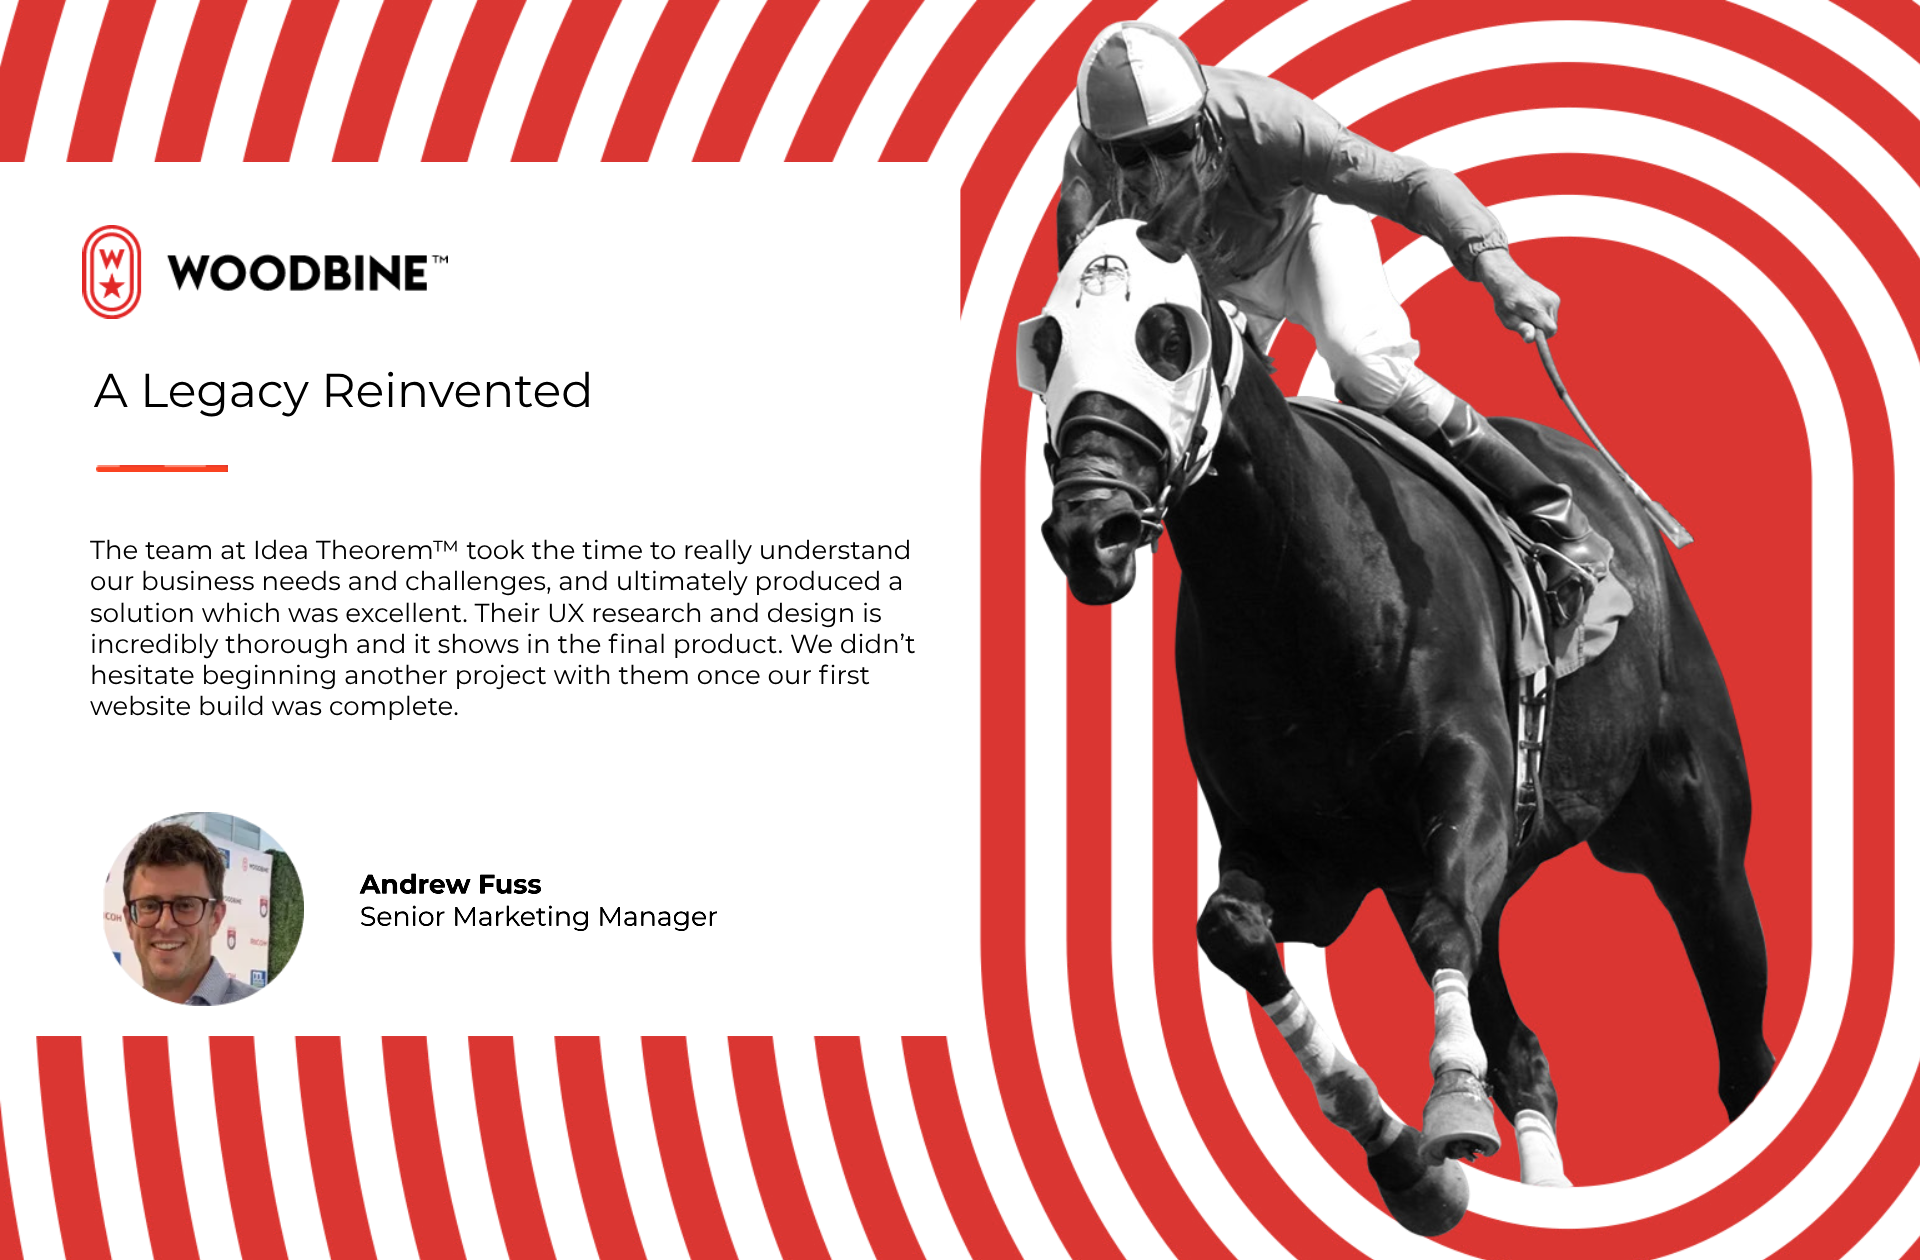 W
WOODBINE™
A Legacy Reinvented
The team at Idea Theorem™ took the time to really understand
our business needs and challenges, and ultimately produced a
solution which was excellent. Their UX research and design is
incredibly thorough and it shows in the final product. We didn’t
hesitate beginning another project with them once our first
website build was complete.
Andrew Fuss
Senior Marketing Manager